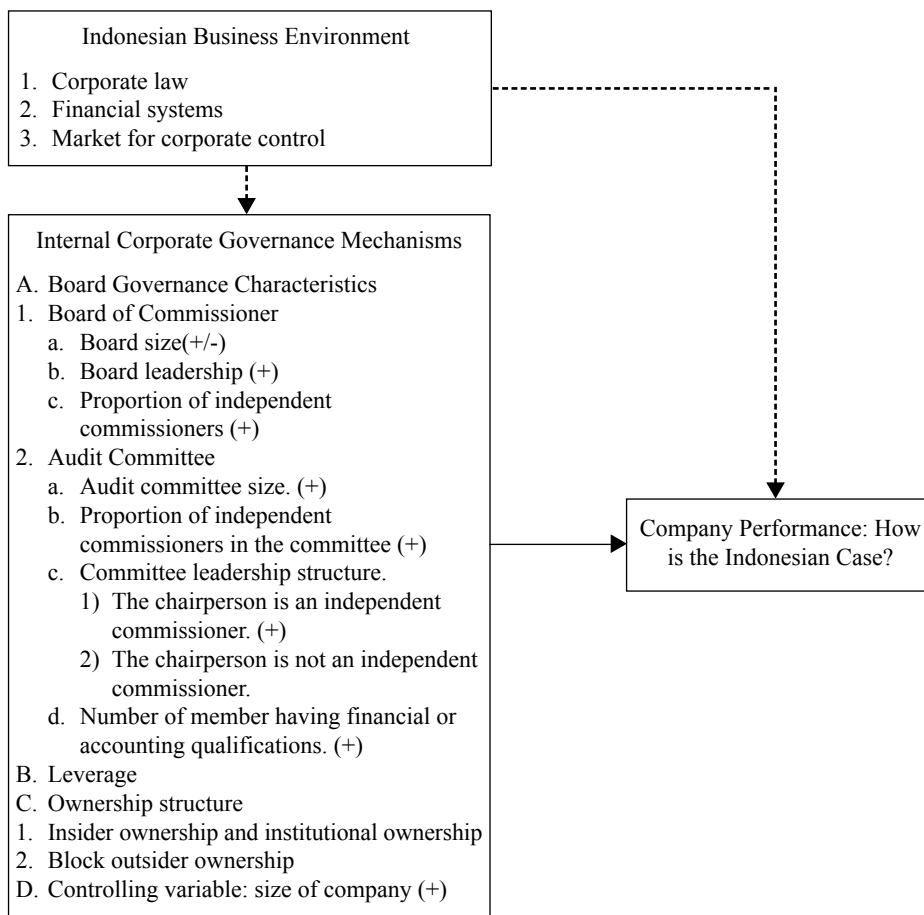 Indonesian Business Environment
1. Corporate law
2. Financial systems
3. Market for corporate control
Internal Corporate Governance Mechanisms
A. Board Governance Characteristics
1. Board of Commissioner
a. Board size(+/-)
b. Board leadership (+)
c. Proportion of independent
commissioners (+)
2. Audit Committee
a. Audit committee size. (+)
b. Proportion of independent
commissioners in the committee (+)
c. Committee leadership structure.
1) The chairperson is an independent
commissioner. (+)
2) The chairperson is not an independent
commissioner.
d. Number of member having financial or
accounting qualifications. (+)
B. Leverage
C. Ownership structure
1. Insider ownership and institutional ownership
2. Block outsider ownership
D. Controlling variable: size of company (+)
Company Performance: How
is the Indonesian Case?